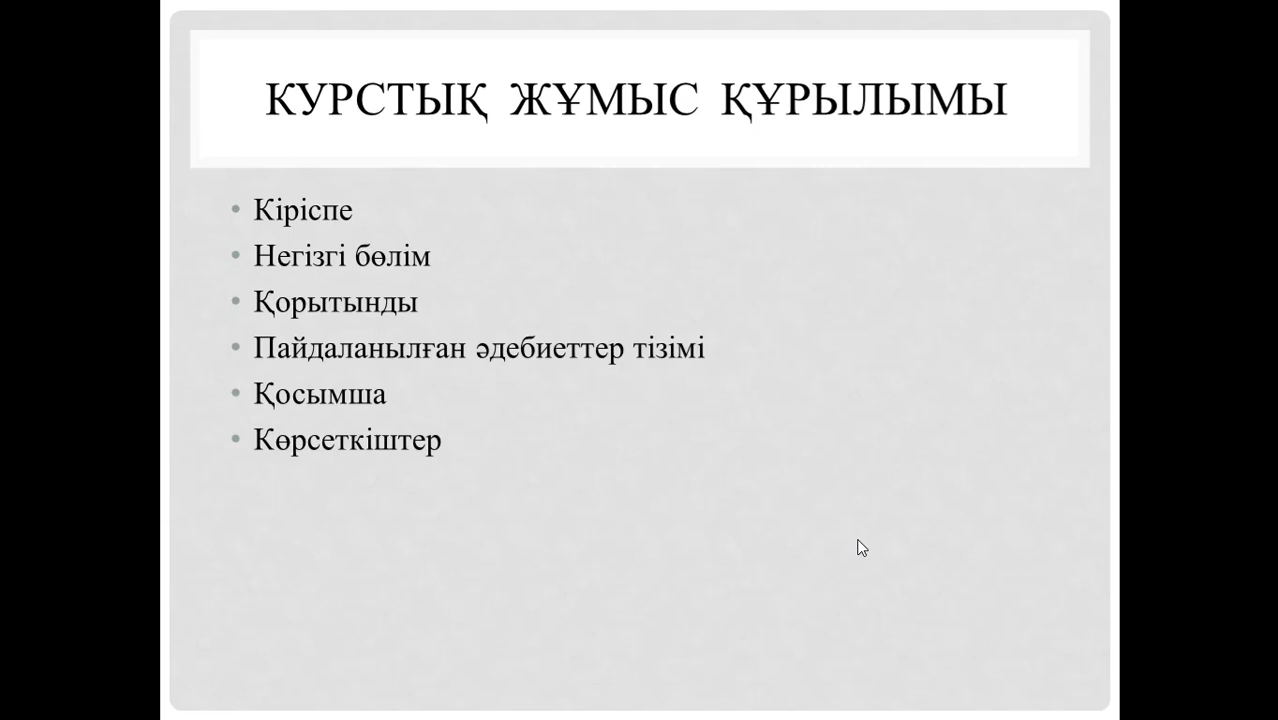 КУРСТЫҚ ЖҰМЫС ҚҰРЫЛЫМЫ
• Кіріспе
• Негізгі бөлім
• Қорытынды
• Пайдаланылған әдебиеттер тізімі
• Қосымша
• Көрсеткіштер